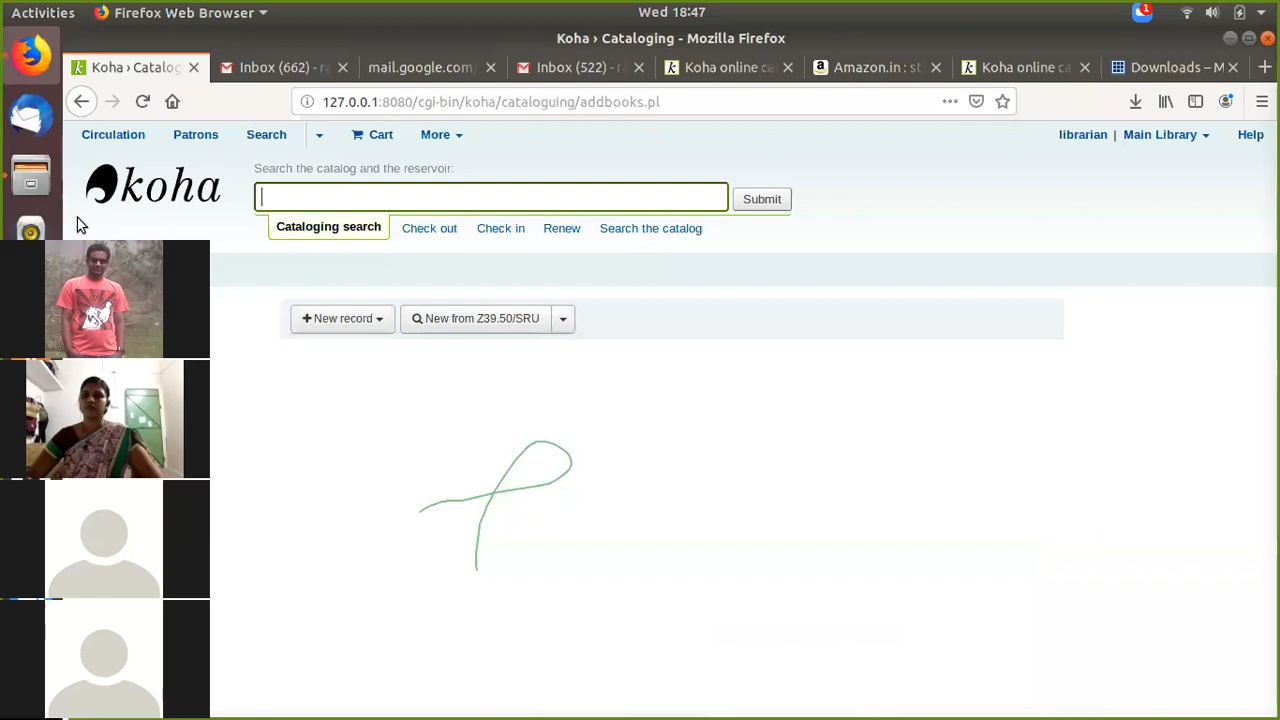 Activities Firefox Web Browser Wed 18:47 1
Koha › Cataloging - Mozilla Firefox
Koha › Catalog Inbox (662) - r mail.google.com Inbox (522) - r Koha online ca Amazon.in : st Koha online ca Downloads – M
127.0.0.1:8080/cgi-bin/koha/cataloguing/addbooks.pl
Circulation Patrons Search Cart More librarian | Main Library Help
koha
Search the catalog and the reservoir:
Submit
Cataloging search Check out Check in Renew Search the catalog
New record New from Z39.50/SRU